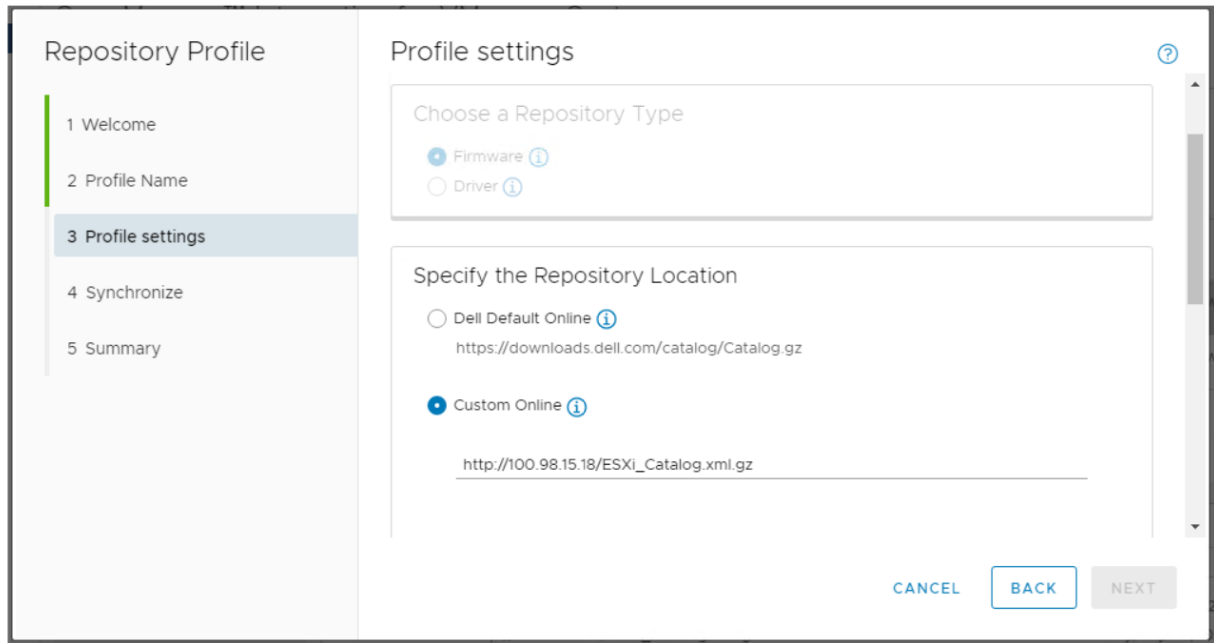 Repository Profile
1 Welcome
2 Profile Name
3 Profile settings
4 Synchronize
5 Summary
Profile settings
Choose a Repository Type
Firmware
Driver
Specify the Repository Location
Dell Default Online
https://downloads.dell.com/catalog/Catalog.gz
Custom Online
http://100.98.15.18/ESXi_Catalog.xml.gz
CANCEL BACK NEXT